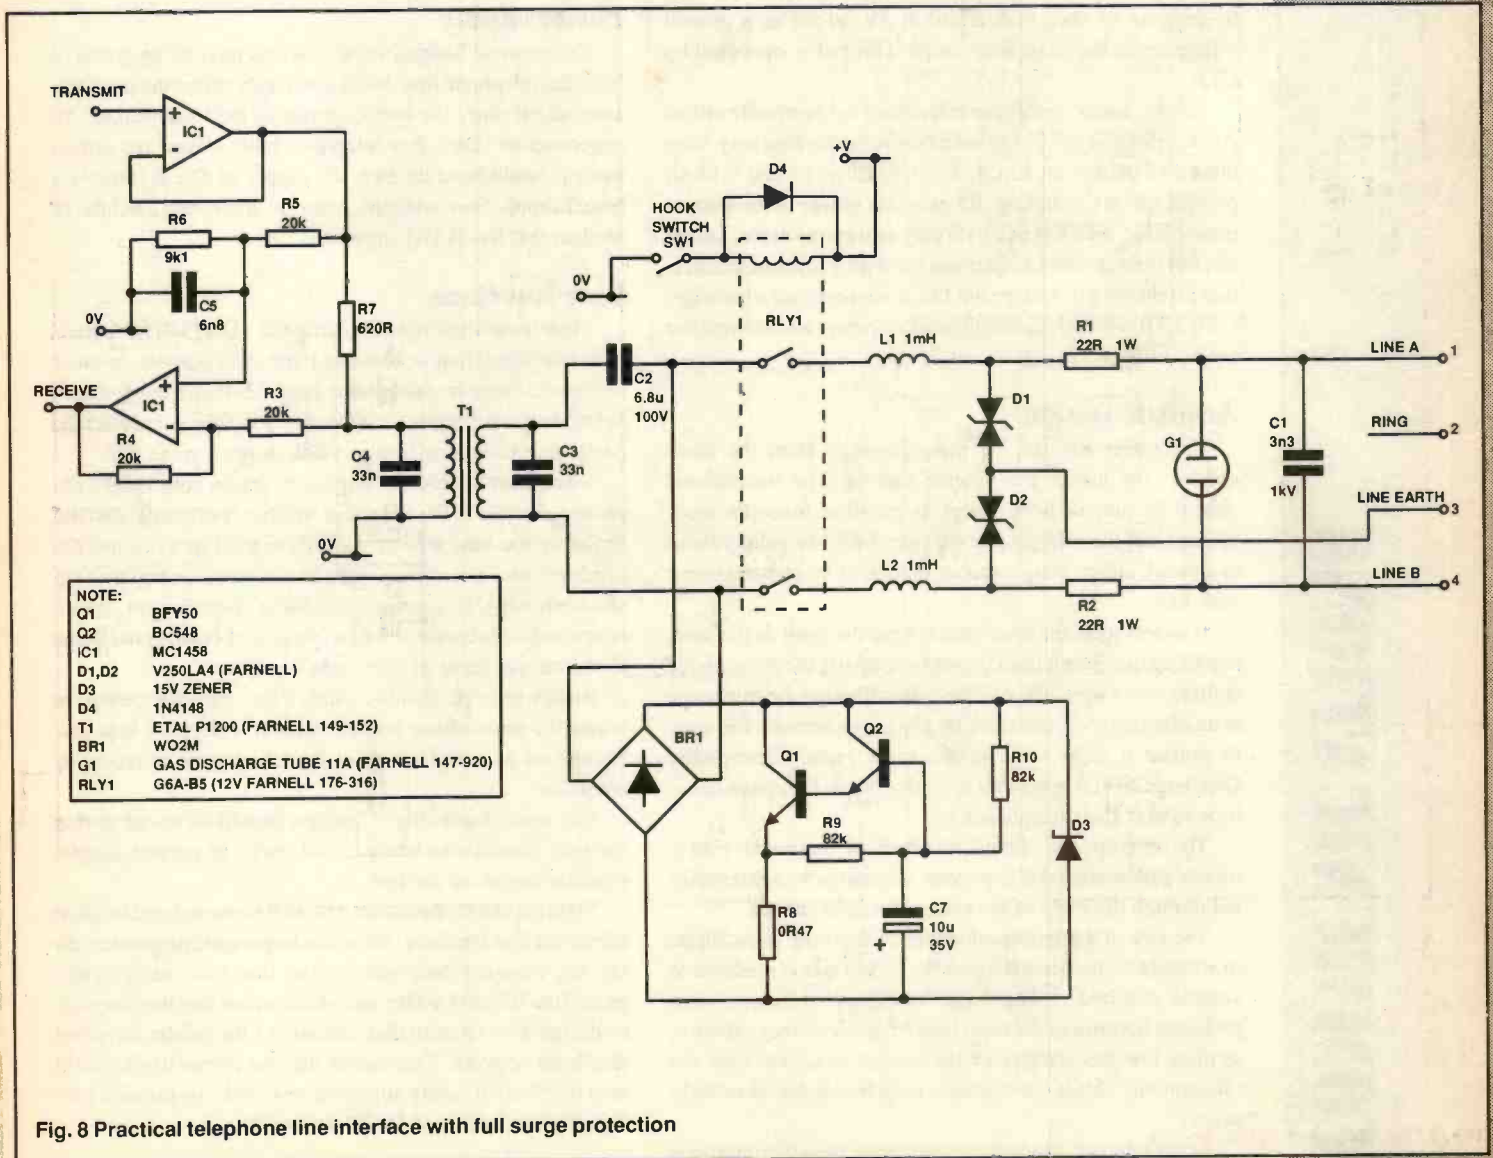 TRANSMIT
+
IC1
-
R6
9k1
R5
20k
C5
6n8
0V
R7
620R
RECEIVE
IC1
+
-
R3
20k
R4
20k
C4
33n
T1
C3
33n
0V
C2
6.8u
100V
HOOK
SWITCH
SW1
0V
D4
+V
RLY1
L1 1mH
L2 1mH
D1
D2
R1
22R 1W
R2
22R 1W
G1
C1
3n3
1kV
LINE A
1
RING
2
LINE EARTH
3
LINE B
4
NOTE:
Q1 BFY50
Q2 BC548
IC1 MC1458
D1,D2 V250LA4 (FARNELL)
D3 15V ZENER
D4 1N4148
T1 ETAL P1200 (FARNELL 149-152)
BR1 WO2M
G1 GAS DISCHARGE TUBE 11A (FARNELL 147-920)
RLY1 G6A-B5 (12V FARNELL 176-316)
BR1
Q1
Q2
R9
82k
R10
82k
D3
R8
0R47
C7
10u
35V
+
Fig. 8 Practical telephone line interface with full surge protection